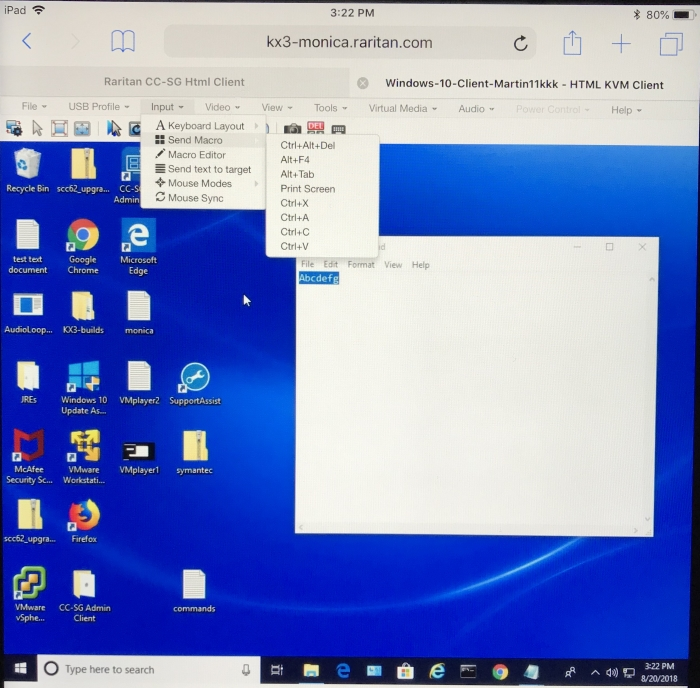 iPad
3:22 PM
80%
kx3-monica.raritan.com
Raritan CC-SG Html Client
Windows-10-Client-Martin11kkk - HTML KVM Client
File
USB Profile
Input
Video
View
Tools
Virtual Media
Audio
Power Control
Help
DEL
A Keyboard Layout
Send Macro
Macro Editor
Send text to target
Mouse Modes
Mouse Sync
Ctrl+Alt+Del
Alt+F4
Alt+Tab
Print Screen
Ctrl+X
Ctrl+A
Ctrl+C
Ctrl+V
Recycle Bin
scc62_upgra...
CC-S
Admin
test text
document
Google
Chrome
Microsoft
Edge
AudioLoop...
KX3-builds
monica
JREs
Windows 10
Update As...
VMplayer2
SupportAssist
McAfee
Security Sc...
VMware
Workstati...
VMplayer1
symantec
scc62_upgra...
Firefox
VMware
vSphe...
CC-SG Admin
Client
commands
d
File Edit Format View Help
Abcdefg
Type here to search
3:22 PM
8/20/2018